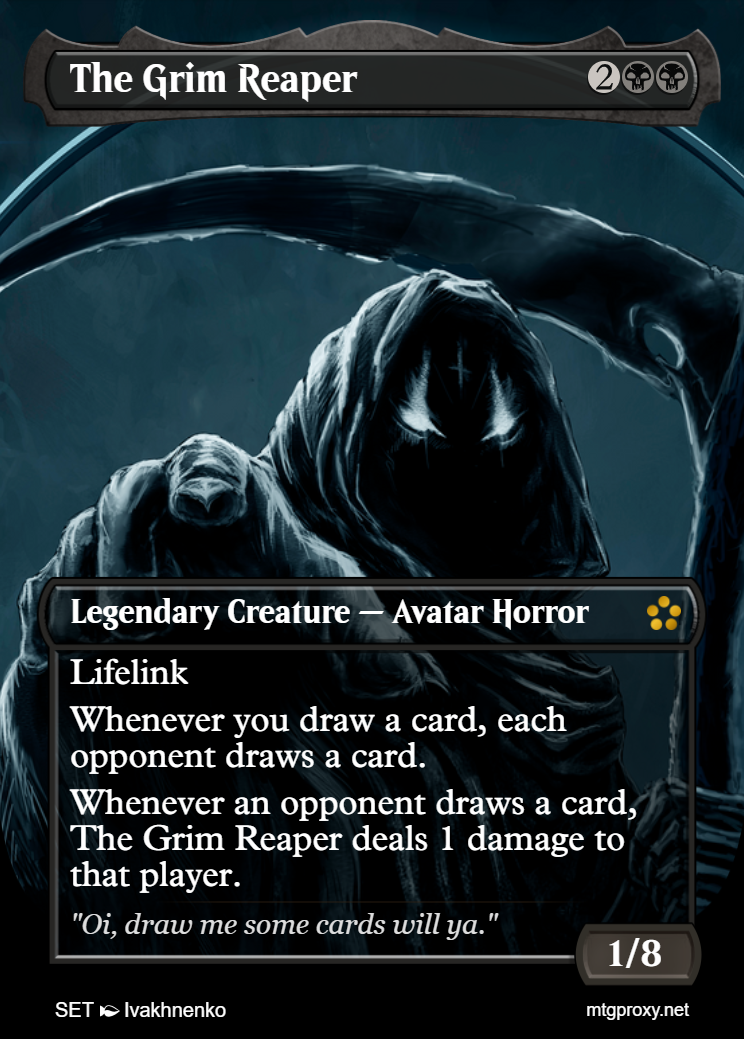 The Grim Reaper 2
Legendary Creature — Avatar Horror
Lifelink
Whenever you draw a card, each
opponent draws a card.
Whenever an opponent draws a card,
The Grim Reaper deals 1 damage to
that player.
"Oi, draw me some cards will ya."
1/8
SET Ivakhnenko
mtgproxy.net